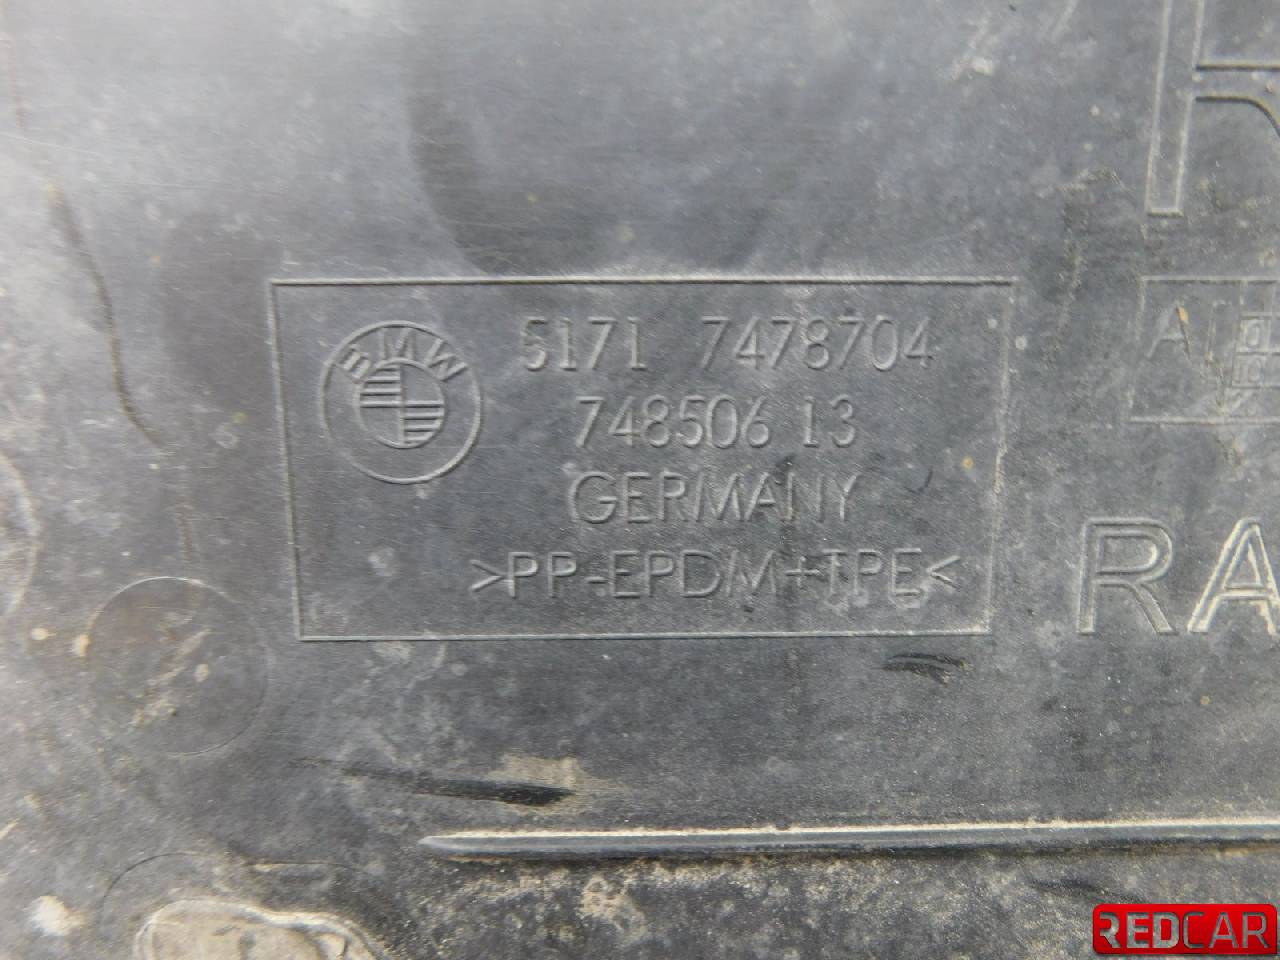 R
BMW
5171 7478704
748506 13
GERMANY
>PP-EPDM+TPE<
A
RA
REDCAR